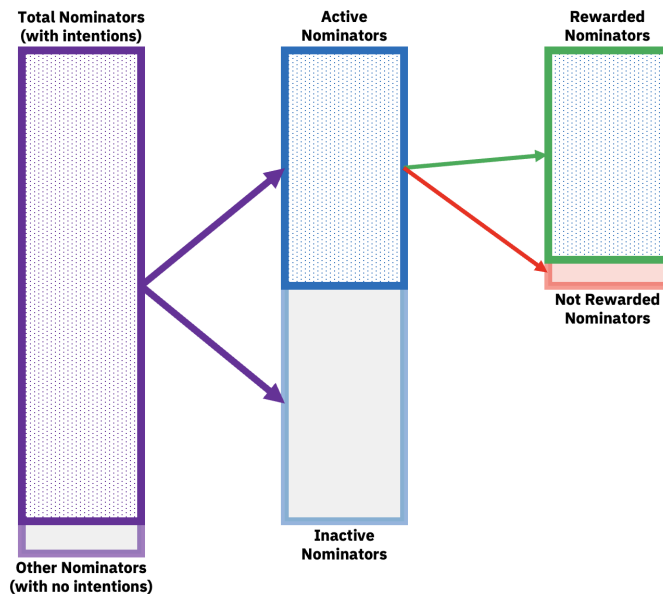 Total Nominators
(with intentions)
Active
Nominators
Rewarded
Nominators
Not Rewarded
Nominators
Inactive
Nominators
Other Nominators
(with no intentions)